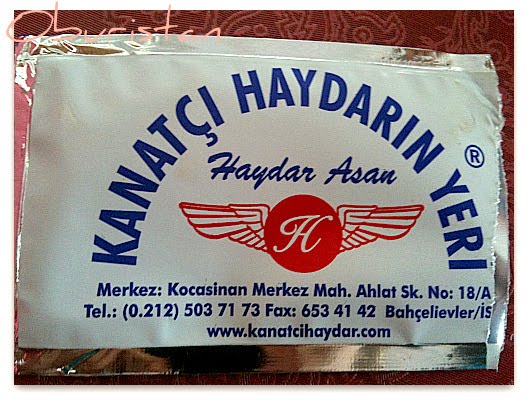 Oburistan
KANATÇI HAYDARIN YERİ ®
Haydar Asan
H
Merkez: Kocasinan Merkez Mah. Ahlat Sk. No: 18/A
Tel.: (0.212) 503 71 73 Fax: 653 41 42 Bahçelievler/İS
www.kanatcihaydar.com